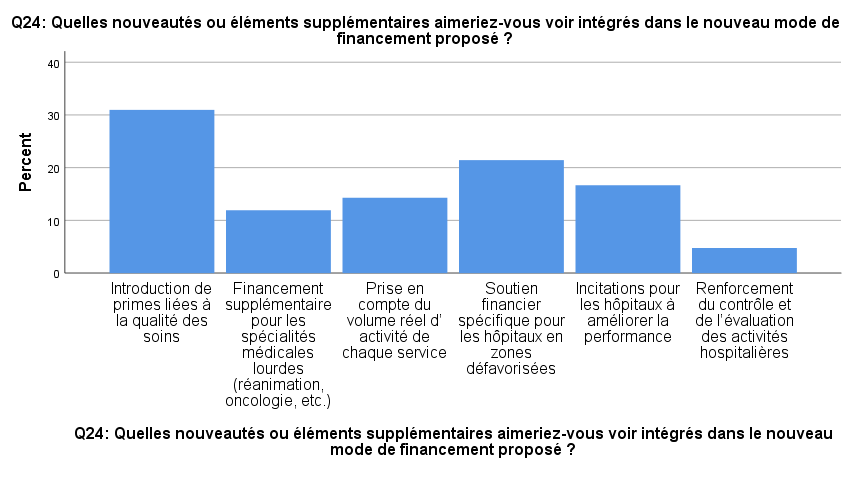 Q24: Quelles nouveautés ou éléments supplémentaires aimeriez-vous voir intégrés dans le nouveau mode de
financement proposé ?
Percent
40
30
20
10
0
Introduction de
primes liées à
la qualité des
soins
Financement
supplémentaire
pour les
spécialités
médicales
lourdes
(réanimation,
oncologie, etc.)
Prise en
compte du
volume réel d’
activité de
chaque service
Soutien
financier
spécifique pour
les hôpitaux en
zones
défavorisées
Incitations pour
les hôpitaux à
améliorer la
performance
Renforcement
du contrôle et
de l’évaluation
des activités
hospitalières
Q24: Quelles nouveautés ou éléments supplémentaires aimeriez-vous voir intégrés dans le nouveau
mode de financement proposé ?